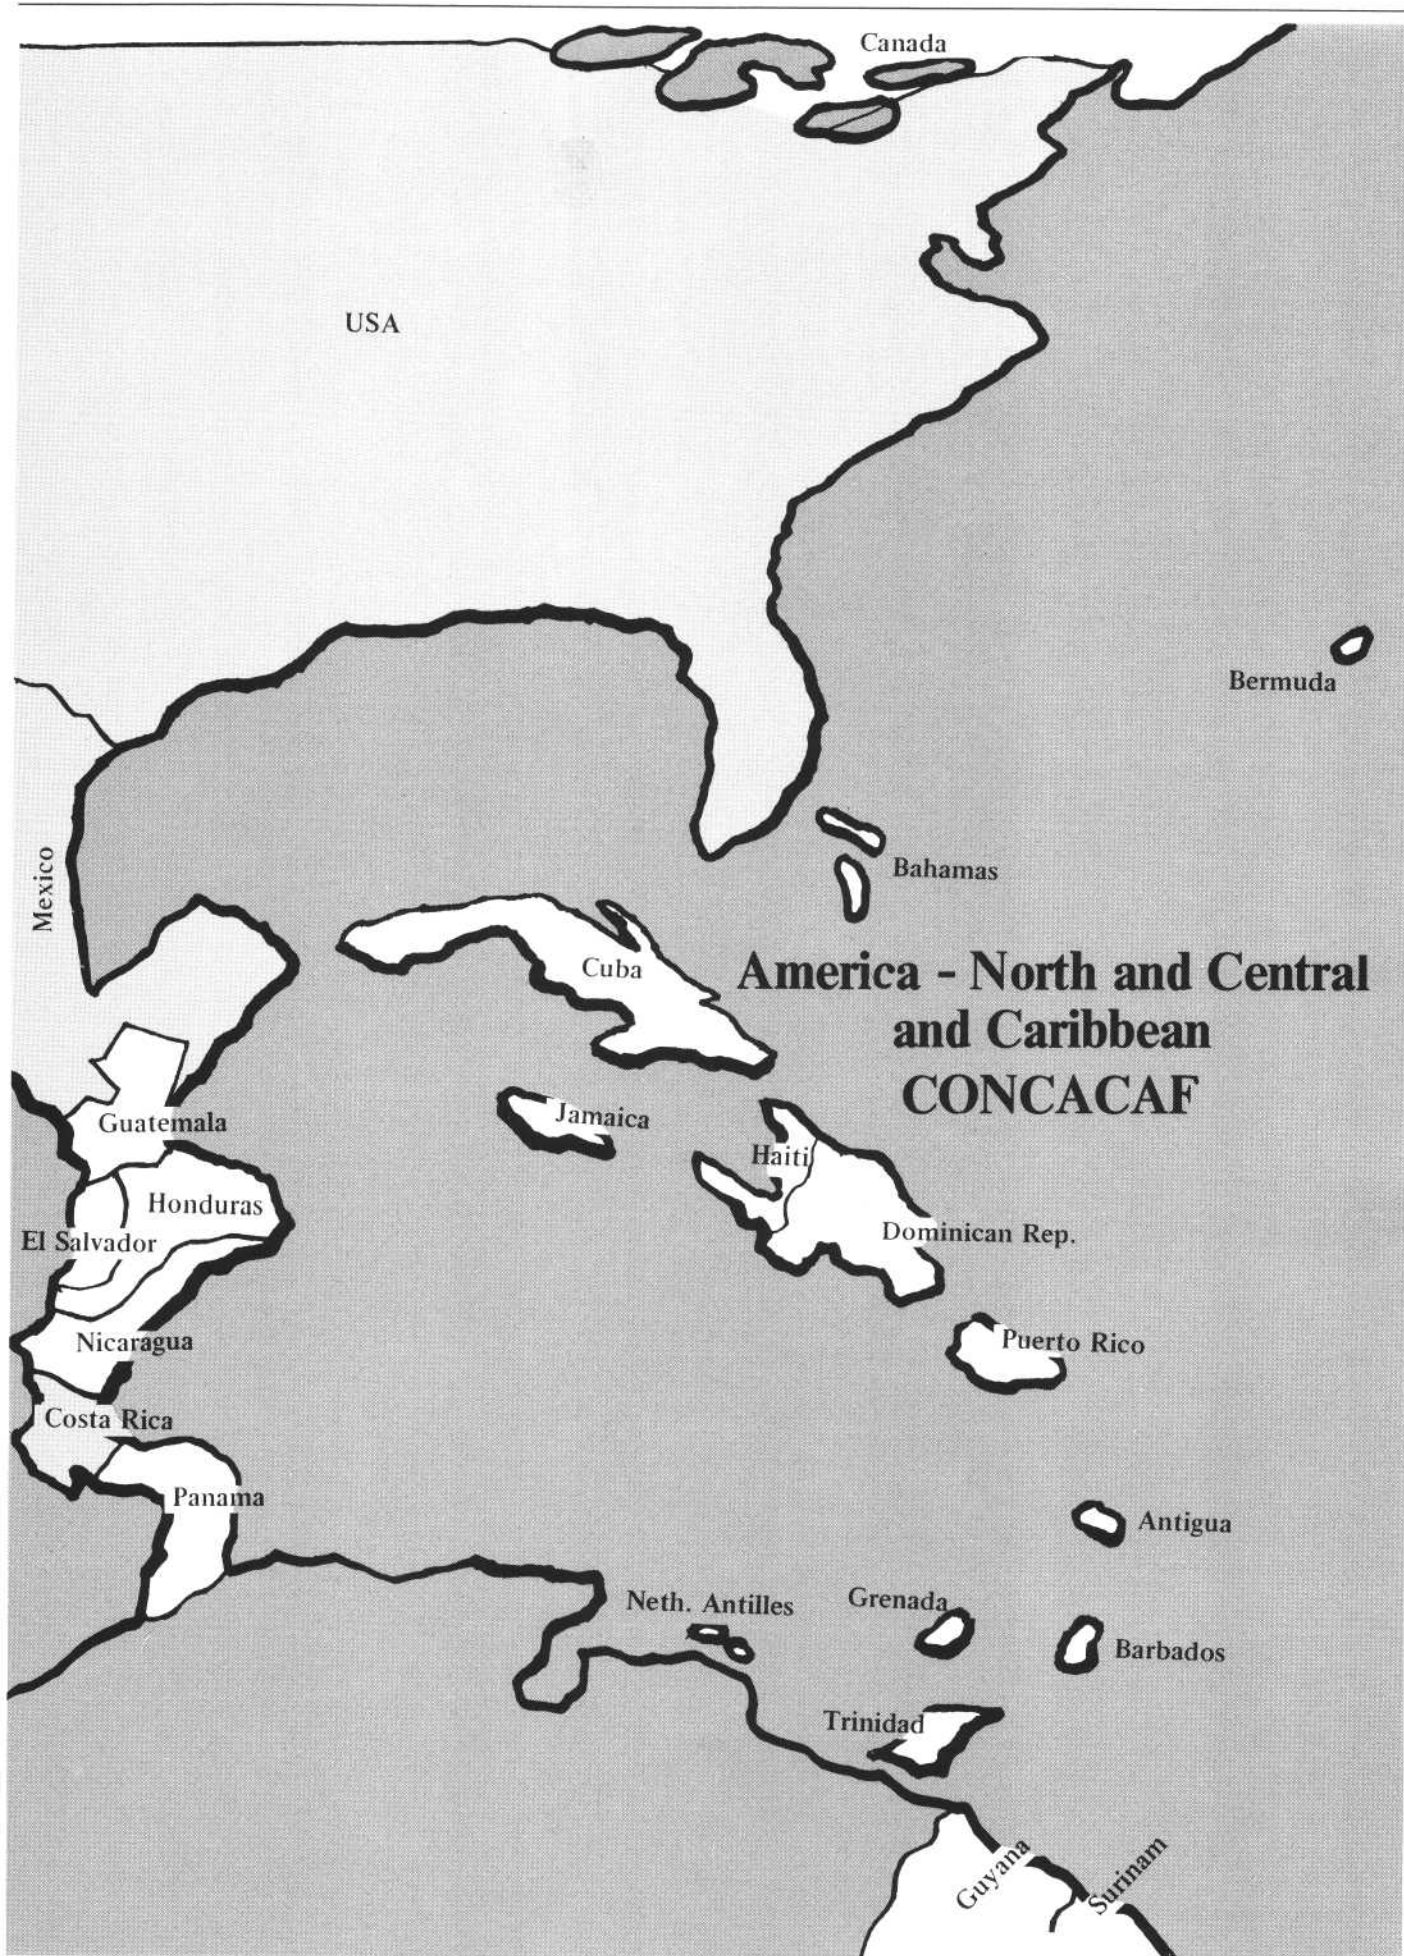 Canada
USA
Bermuda
Mexico
Bahamas
Cuba
America - North and Central
and Caribbean
CONCACAF
Jamaica
Guatemala
Haiti
Honduras
Dominican Rep.
El Salvador
Nicaragua
Puerto Rico
Costa Rica
Panama
Antigua
Neth. Antilles
Grenada
Barbados
Trinidad
Guyana
Surinam